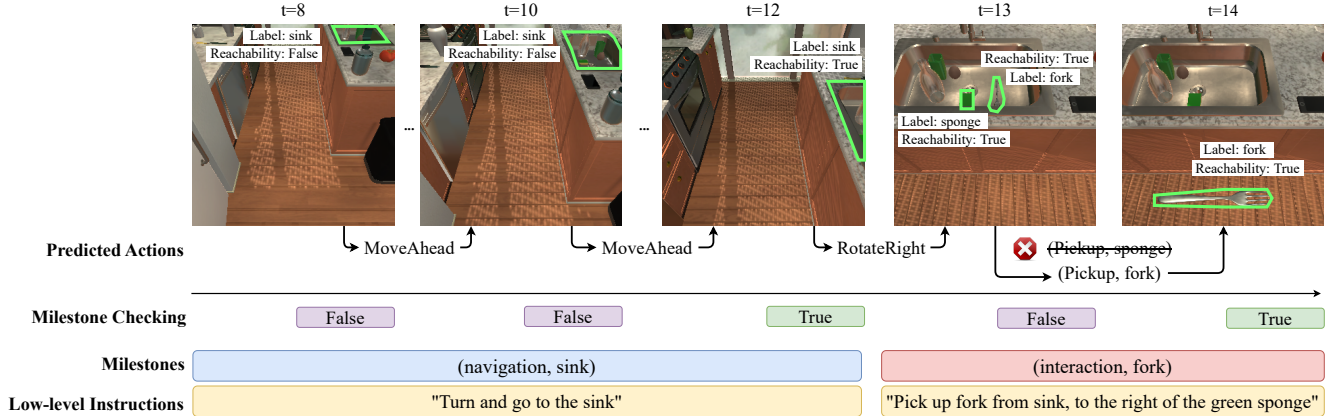 t=8
t=10
t=12
t=13
t=14
Label: sink
Reachability: False
Label: sink
Reachability: False
Label: sink
Reachability: True
Reachability: True
Label: fork
Label: sponge
Reachability: True
Label: fork
Reachability: True
...
...
Predicted Actions
MoveAhead
MoveAhead
RotateRight
(Pickup, sponge)
(Pickup, fork)
Milestone Checking
False
False
True
False
True
Milestones
(navigation, sink)
(interaction, fork)
Low-level Instructions
"Turn and go to the sink"
"Pick up fork from sink, to the right of the green sponge"